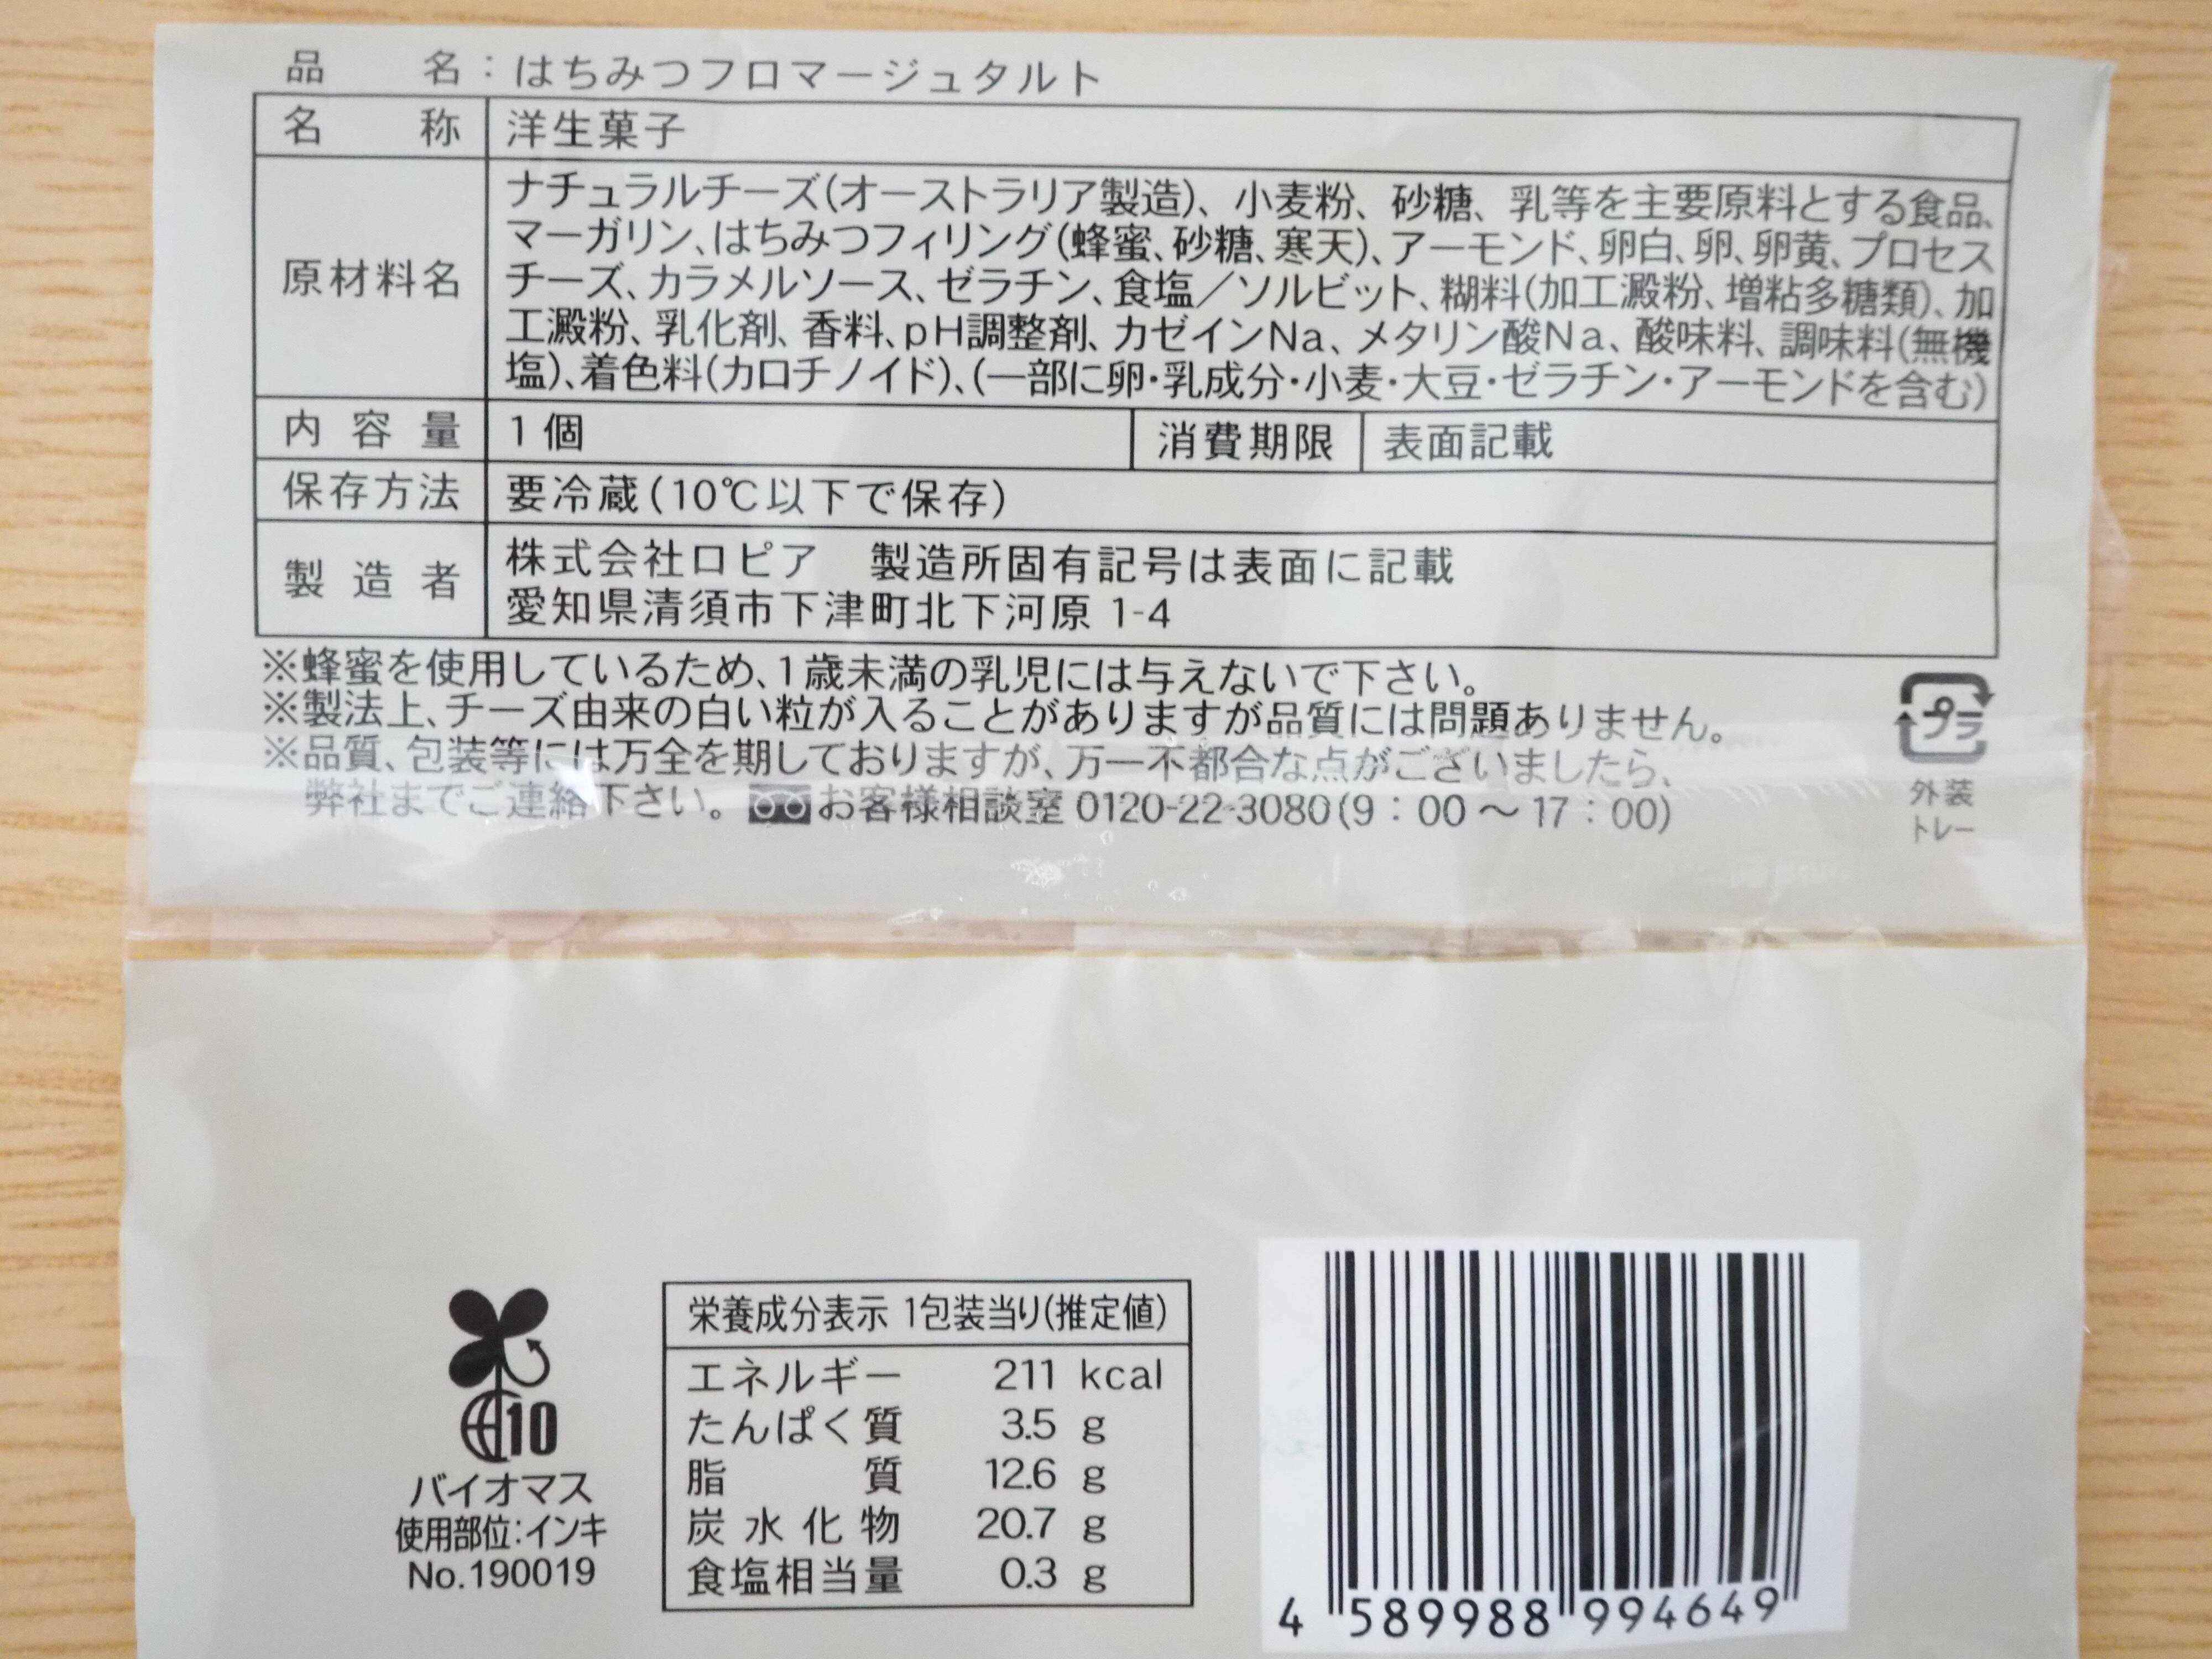 品名：はちみつフロマージュタルト
名称 洋生菓子
原材料名
ナチュラルチーズ(オーストラリア製造)、小麦粉、砂糖、乳等を主要原料とする食品、
マーガリン、はちみつフィリング(蜂蜜、砂糖、寒天)、アーモンド、卵白、卵、卵黄、プロセス
チーズ、カラメルソース、ゼラチン、食塩／ソルビット、糊料(加工澱粉、増粘多糖類)、加
工澱粉、乳化剤、香料、pH調整剤、カゼインNa、メタリン酸Na、酸味料、調味料(無機
塩)、着色料(カロチノイド)、(一部に卵・乳成分・小麦・大豆・ゼラチン・アーモンドを含む)
内容量 1個 消費期限 表面記載
保存方法 要冷蔵(10℃以下で保存)
製造者
株式会社ロピア 製造所固有記号は表面に記載
愛知県清須市下津町北下河原 1-4
※蜂蜜を使用しているため、1歳未満の乳児には与えないで下さい。
※製法上、チーズ由来の白い粒が入ることがありますが品質には問題ありません。
※品質、包装等には万全を期しておりますが、万一不都合な点がございましたら、
弊社までご連絡下さい。お客様相談室 0120-22-3080(9：00～17：00)
プラ
外装
トレー
10
バイオマス
使用部位:インキ
No.190019
栄養成分表示 1包装当り(推定値)
エネルギー 211 kcal
たんぱく質 3.5 g
脂質 12.6 g
炭水化物 20.7 g
食塩相当量 0.3 g
4 589988 994649